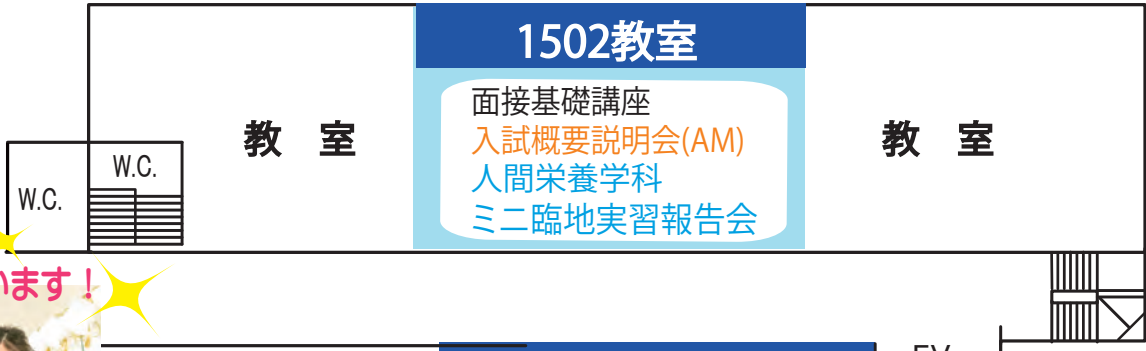 1502教室
面接基礎講座
入試概要説明会(AM)
人間栄養学科
ミニ臨地実習報告会
教 室
教 室
W.C.
W.C.
います！